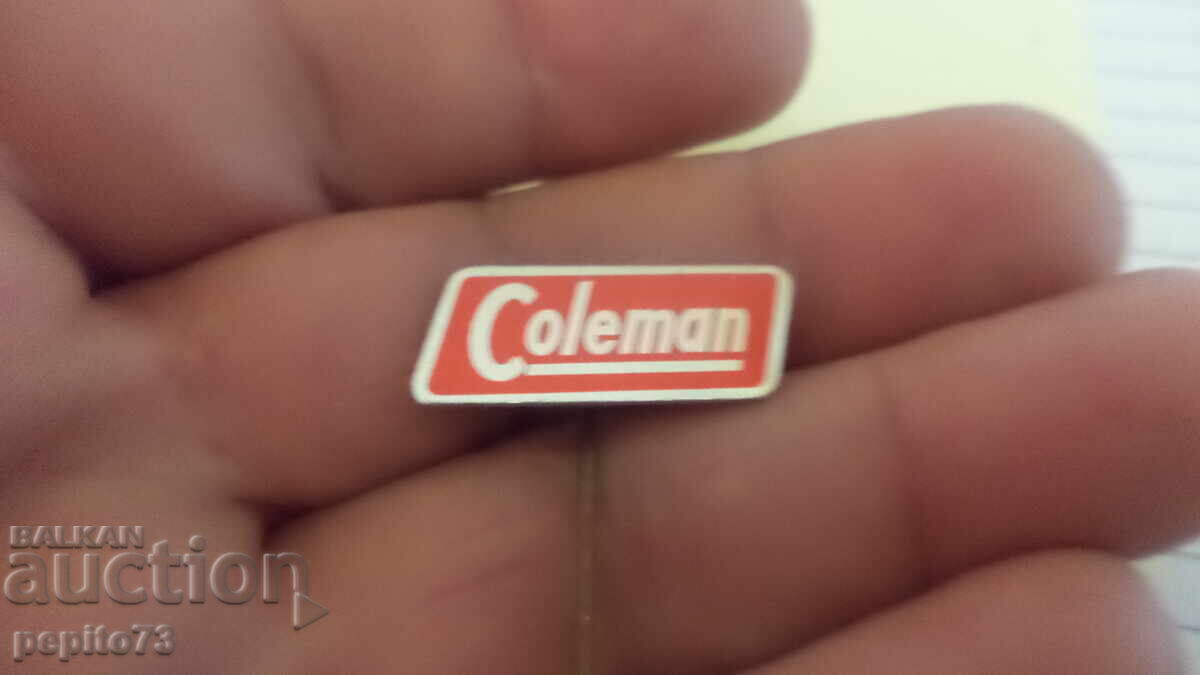 Coleman
BALKAN
auction
pepito73